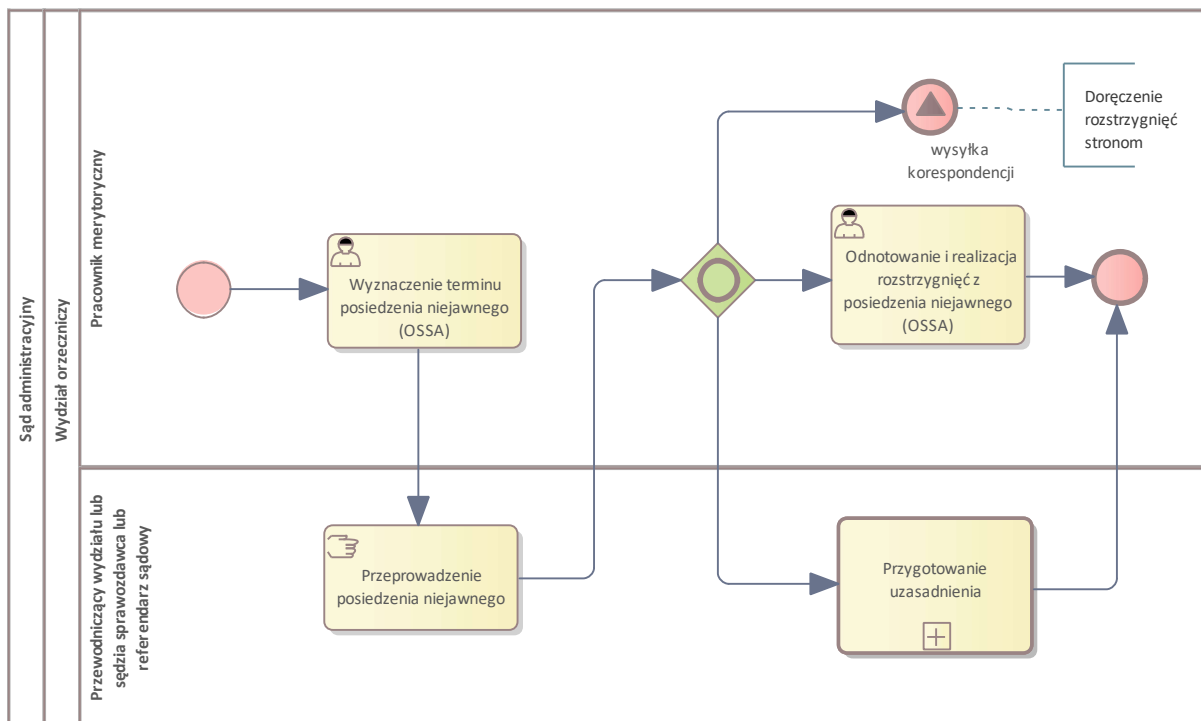 Sąd administracyjny
Wydział orzeczniczy
Pracownik merytoryczny
Doręczenie
rozstrzygnięć
stronom
wysyłka
korespondencji
Wyznaczenie terminu
posiedzenia niejawnego
(OSSA)
Odnotowanie i realizacja
rozstrzygnięć z
posiedzenia niejawnego
(OSSA)
Przewodniczący wydziału lub
sędzia sprawozdawca lub
referendarz sądowy
Przeprowadzenie
posiedzenia niejawnego
Przygotowanie
uzasadnienia